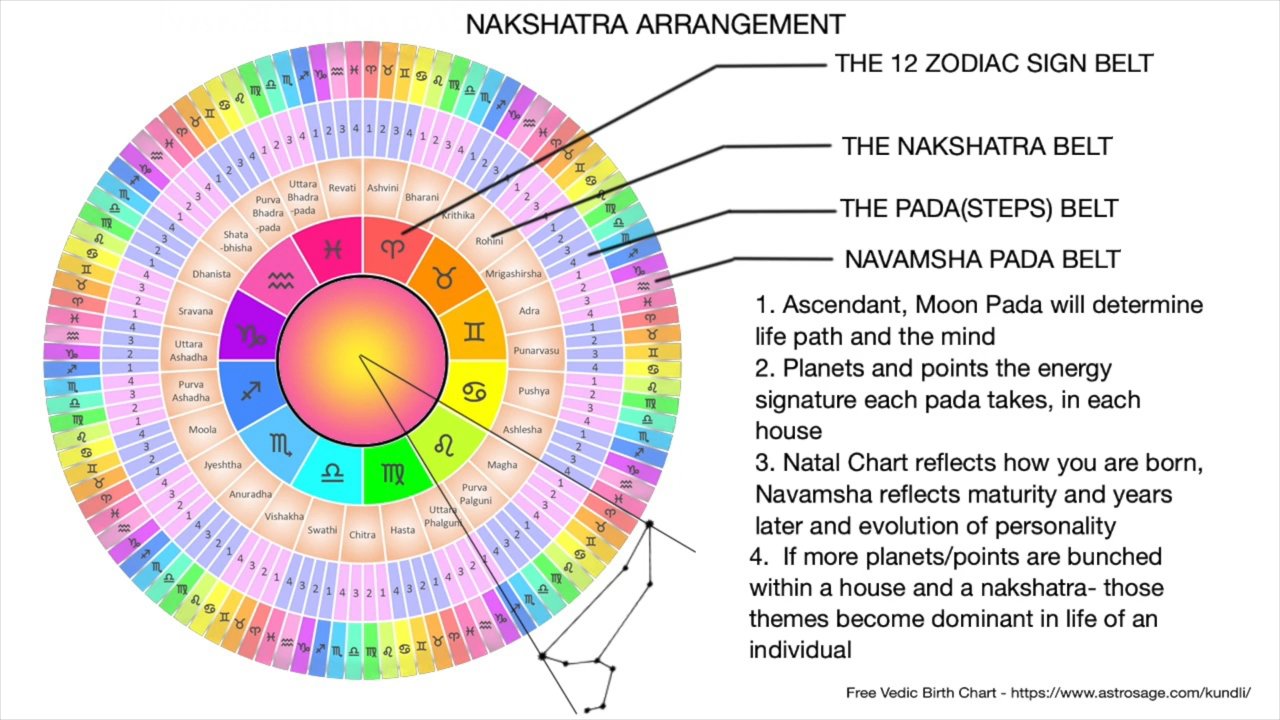 NAKSHATRA ARRANGEMENT
THE 12 ZODIAC SIGN BELT
THE NAKSHATRA BELT
THE PADA(STEPS) BELT
NAVAMSHA PADA BELT
1. Ascendant, Moon Pada will determine
life path and the mind
2. Planets and points the energy
signature each pada takes, in each
house
3. Natal Chart reflects how you are born,
Navamsha reflects maturity and years
later and evolution of personality
4. If more planets/points are bunched
within a house and a nakshatra- those
themes become dominant in life of an
individual
Free Vedic Birth Chart - https://www.astrosage.com/kundli/
Ashvini
Bharani
Krithika
Rohini
Mrigashirsha
Adra
Punarvasu
Pushya
Ashlesha
Magha
Purva
Palguni
Uttara
Phalguni
Hasta
Chitra
Swathi
Vishakha
Anuradha
Jyeshtha
Moola
Purva
Ashadha
Uttara
Ashadha
Sravana
Dhanista
Shata
-bhisha
Purva
Bhadra
-pada
Uttara
Bhadra
-pada
Revati